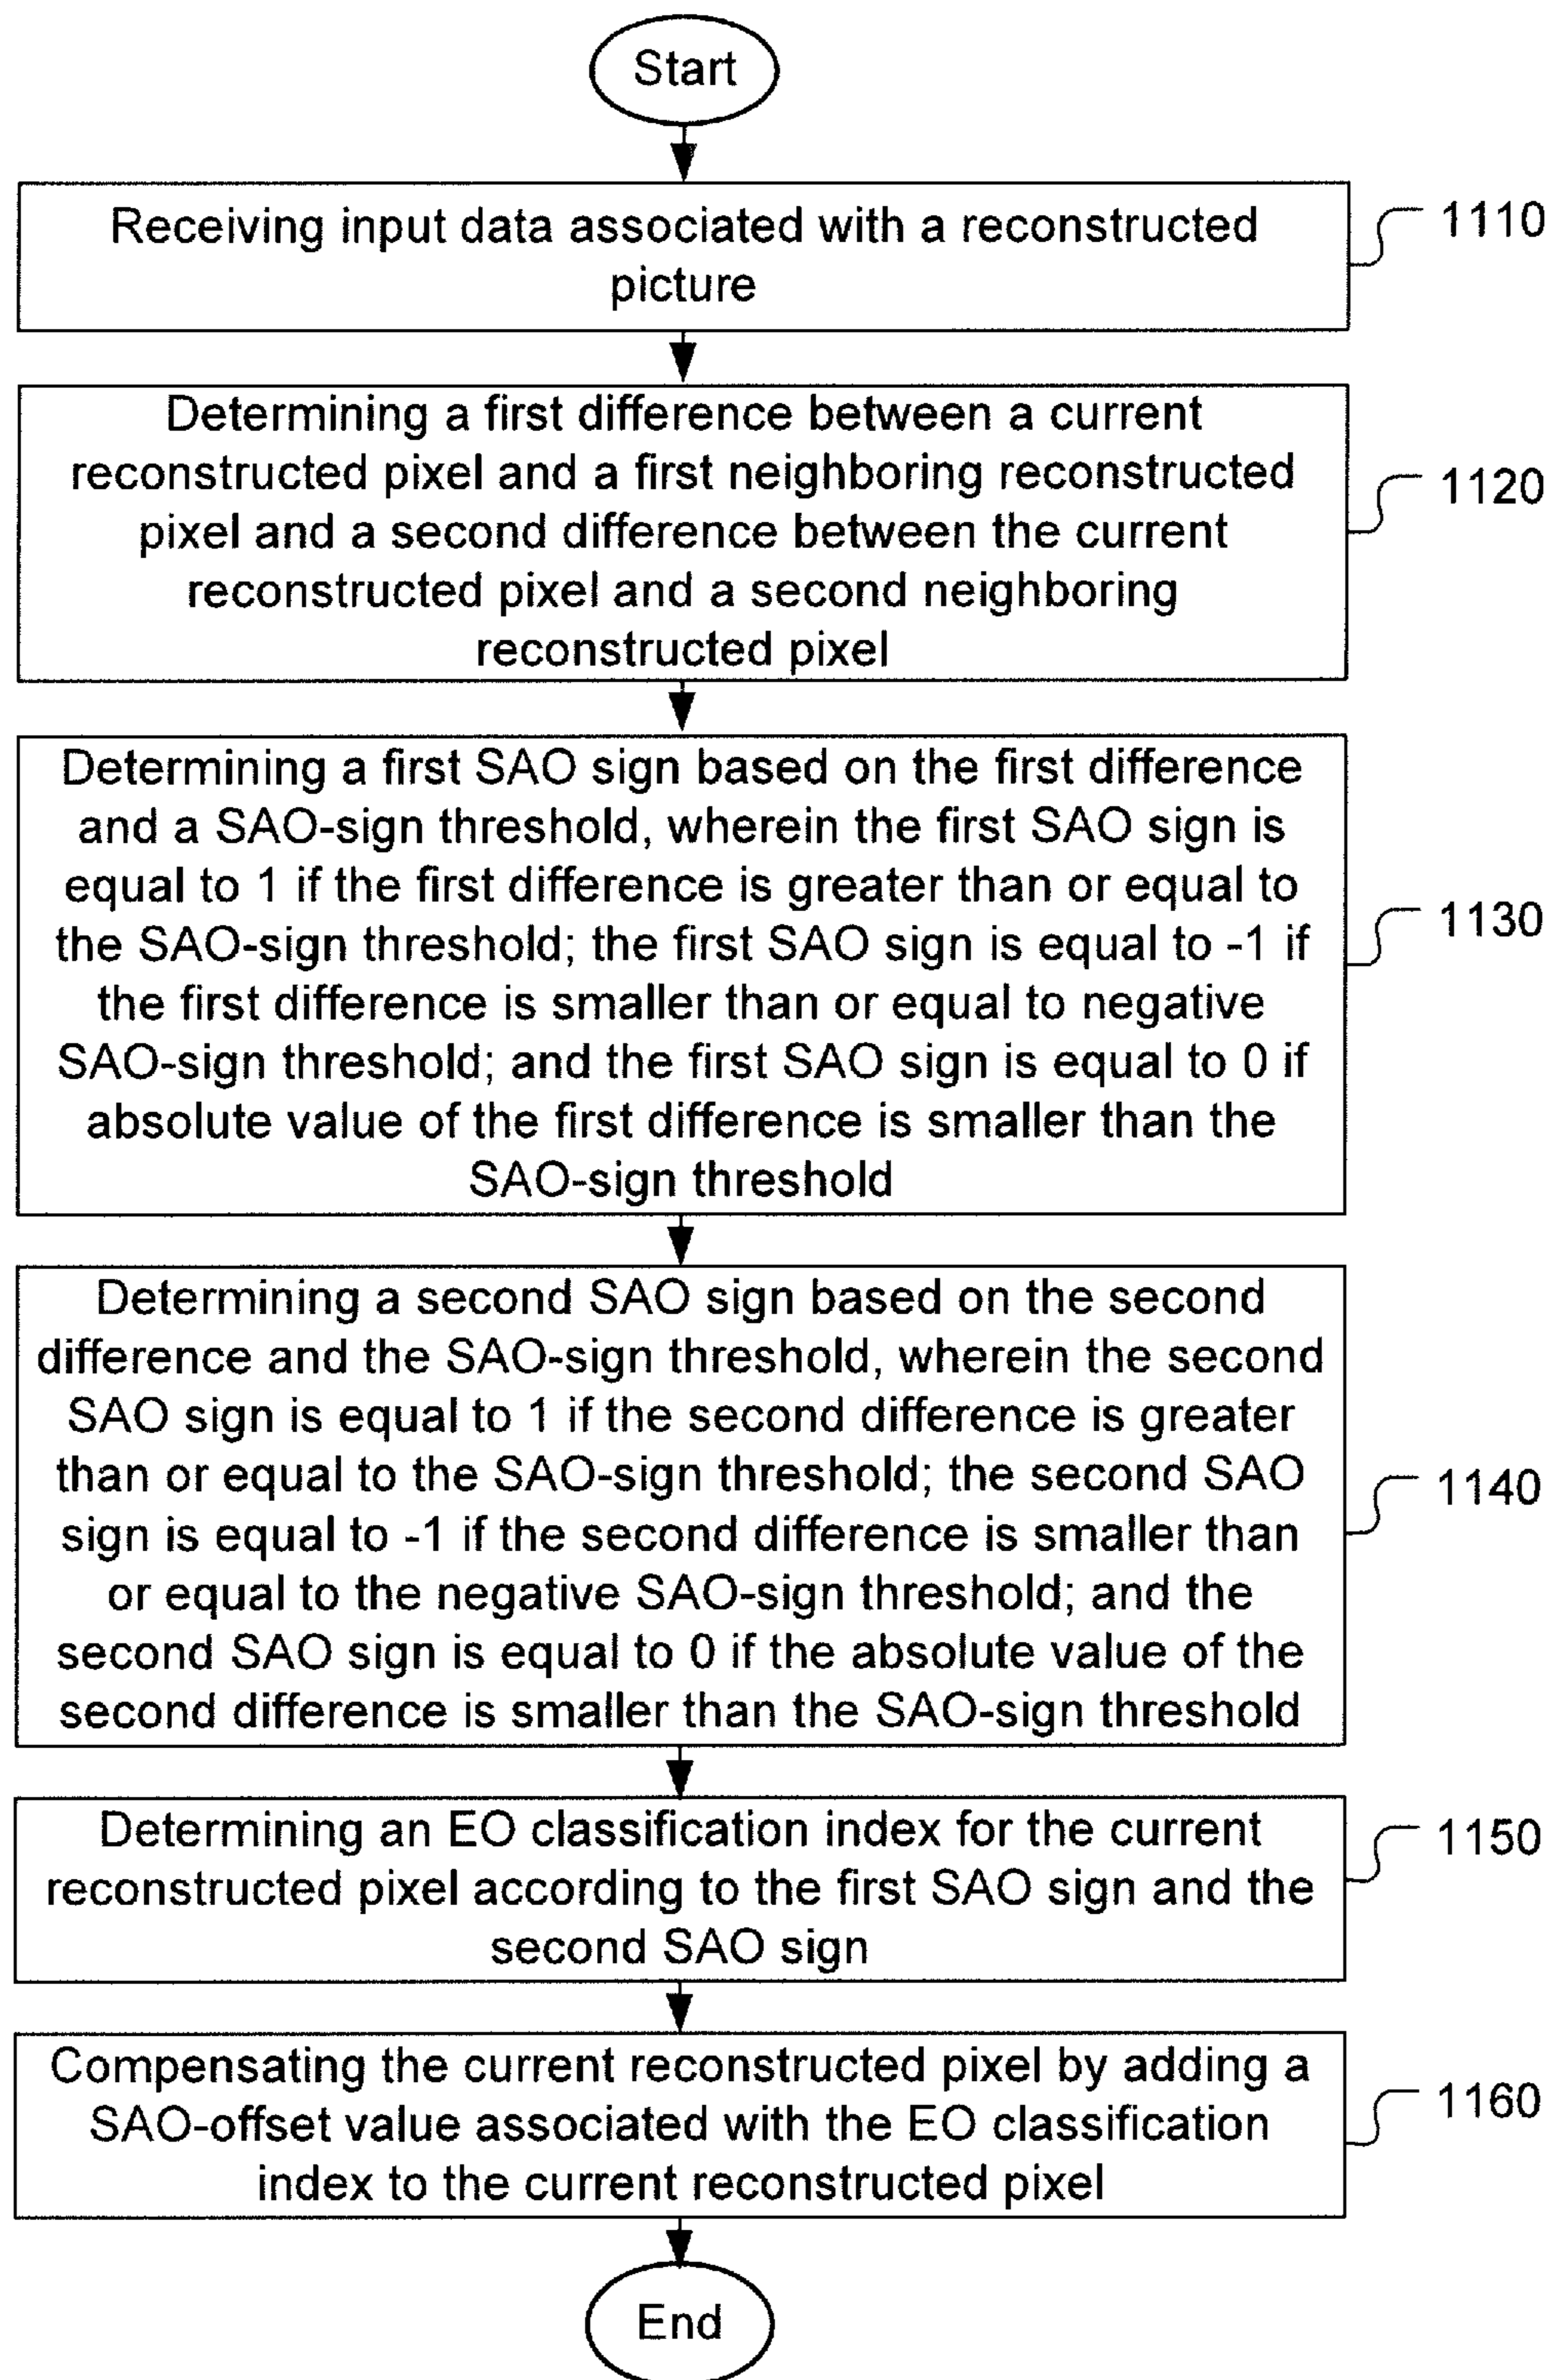 Start
Receiving input data associated with a reconstructed
picture
1110
Determining a first difference between a current
reconstructed pixel and a first neighboring reconstructed
pixel and a second difference between the current
reconstructed pixel and a second neighboring
reconstructed pixel
1120
Determining a first SAO sign based on the first difference
and a SAO-sign threshold, wherein the first SAO sign is
equal to 1 if the first difference is greater than or equal to
the SAO-sign threshold; the first SAO sign is equal to -1 if
the first difference is smaller than or equal to negative
SAO-sign threshold; and the first SAO sign is equal to 0 if
absolute value of the first difference is smaller than the
SAO-sign threshold
1130
Determining a second SAO sign based on the second
difference and the SAO-sign threshold, wherein the second
SAO sign is equal to 1 if the second difference is greater
than or equal to the SAO-sign threshold; the second SAO
sign is equal to -1 if the second difference is smaller than
or equal to the negative SAO-sign threshold; and the
second SAO sign is equal to 0 if the absolute value of the
second difference is smaller than the SAO-sign threshold
1140
Determining an EO classification index for the current
reconstructed pixel according to the first SAO sign and the
second SAO sign
1150
Compensating the current reconstructed pixel by adding a
SAO-offset value associated with the EO classification
index to the current reconstructed pixel
1160
End